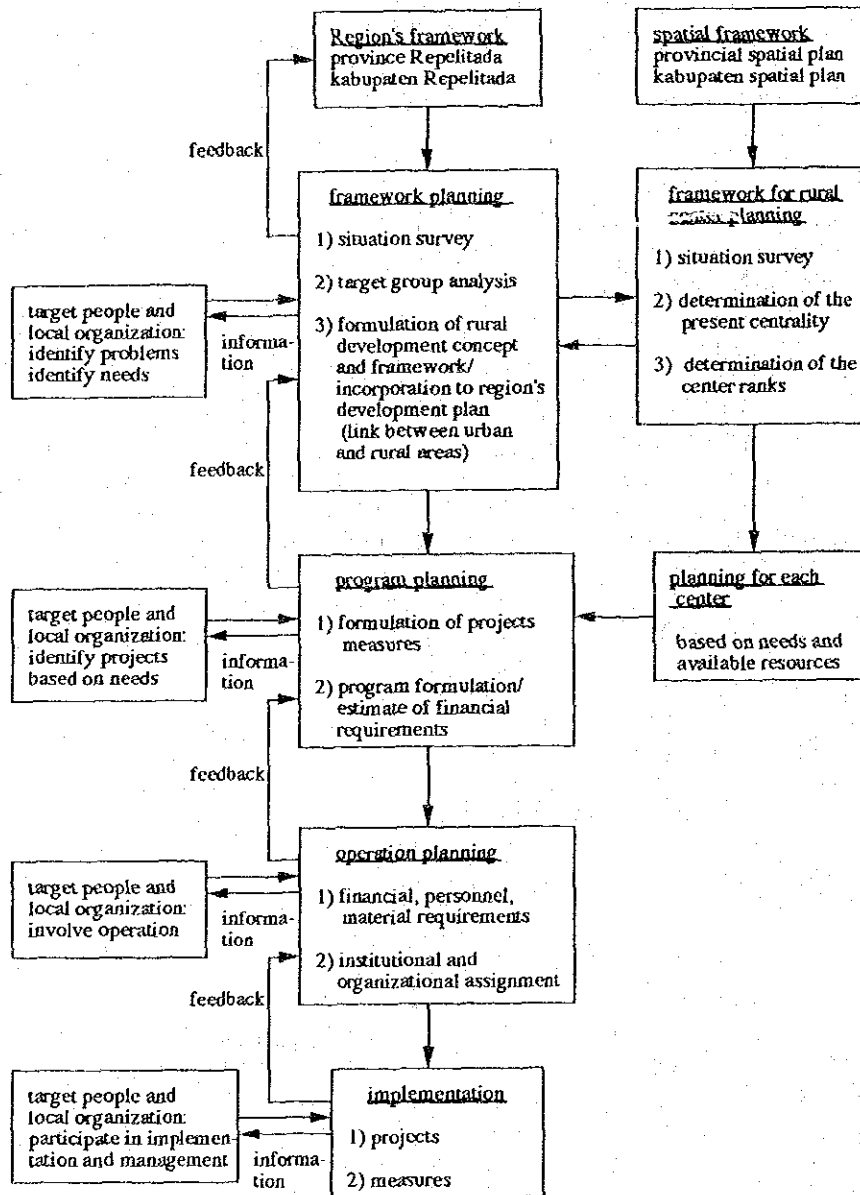 Region's framework
province Repelitada
kabupaten Repelitada
spatial framework
provincial spatial plan
kabupaten spatial plan
feedback
framework planning
1) situation survey
2) target group analysis
3) formulation of rural
development concept
and framework/
incorporation to region's
development plan
(link between urban
and rural areas)
framework for rural
center planning
1) situation survey
2) determination of the
present centrality
3) determination of the
center ranks
target people and
local organization:
identify problems
identify needs
informa-
tion
feedback
program planning
1) formulation of projects
measures
2) program formulation/
estimate of financial
requirements
planning for each
center
based on needs and
available resources
target people and
local organization:
identify projects
based on needs
informa-
tion
feedback
operation planning
1) financial, personnel,
material requirements
2) institutional and
organizational assignment
target people and
local organization:
involve operation
informa-
tion
feedback
implementation
1) projects
2) measures
target people and
local organization:
participate in implemen-
tation and management
informa-
tion